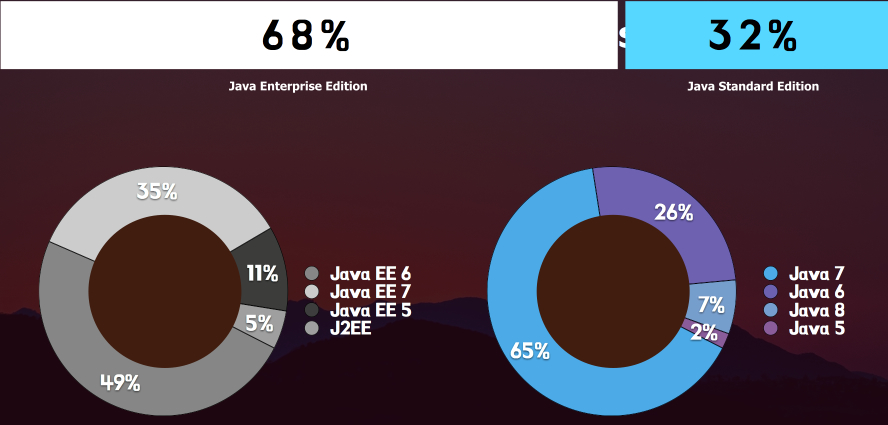 68%
32%
Java Enterprise Edition
Java Standard Edition
35%
11%
5%
49%
Java EE 6
Java EE 7
Java EE 5
J2EE
26%
7%
2%
65%
Java 7
Java 6
Java 8
Java 5